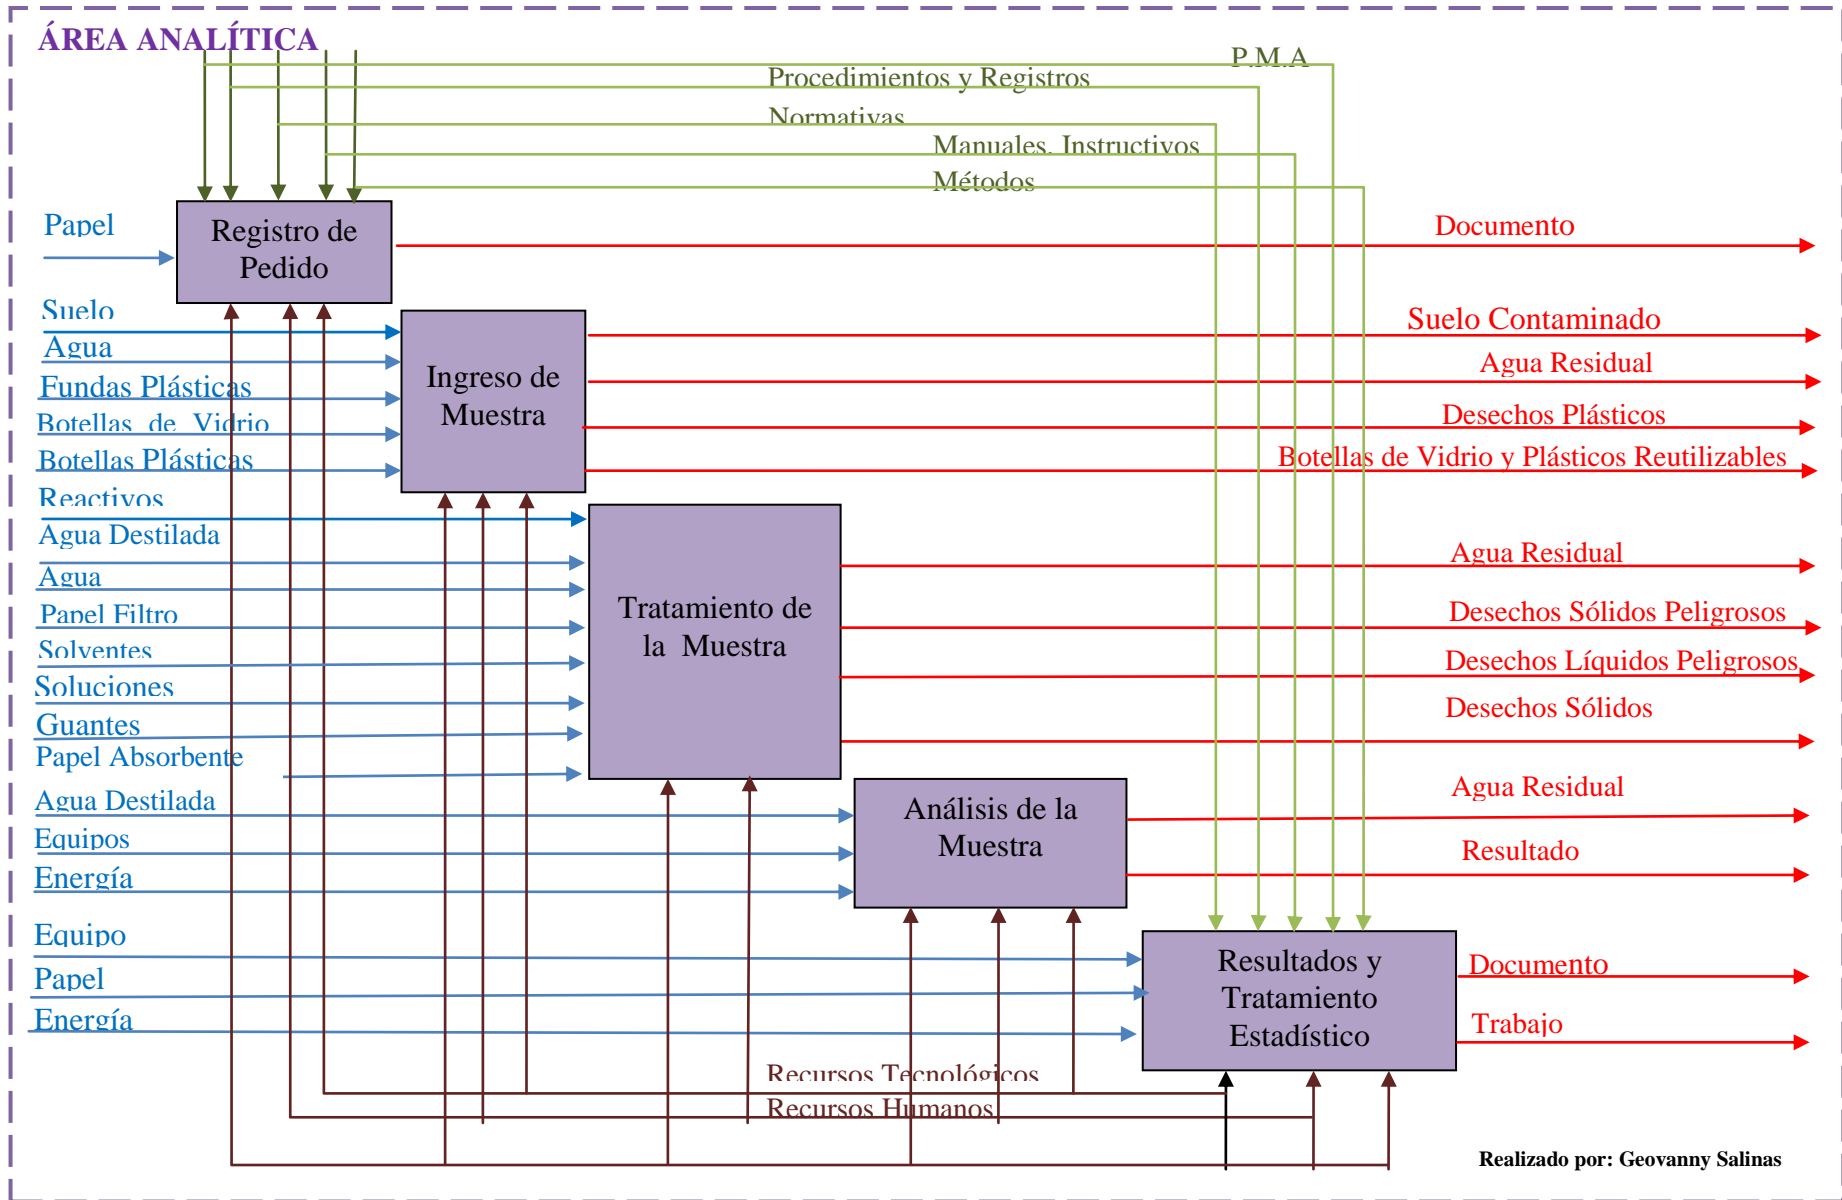 ÁREA ANALÍTICA
P.M.A
Procedimientos y Registros
Normativas
Manuales, Instructivos
Métodos
Papel
Registro de
Pedido
Documento
Suelo
Agua
Fundas Plásticas
Botellas de Vidrio
Botellas Plásticas
Ingreso de
Muestra
Suelo Contaminado
Agua Residual
Desechos Plásticos
Botellas de Vidrio y Plásticos Reutilizables
Reactivos
Agua Destilada
Agua
Papel Filtro
Solventes
Soluciones
Guantes
Papel Absorbente
Tratamiento de
la Muestra
Agua Residual
Desechos Sólidos Peligrosos
Desechos Líquidos Peligrosos
Desechos Sólidos
Agua Destilada
Equipos
Energía
Análisis de la
Muestra
Agua Residual
Resultado
Equipo
Papel
Energía
Resultados y
Tratamiento
Estadístico
Documento
Trabajo
Recursos Tecnológicos
Recursos Humanos
Realizado por: Geovanny Salinas